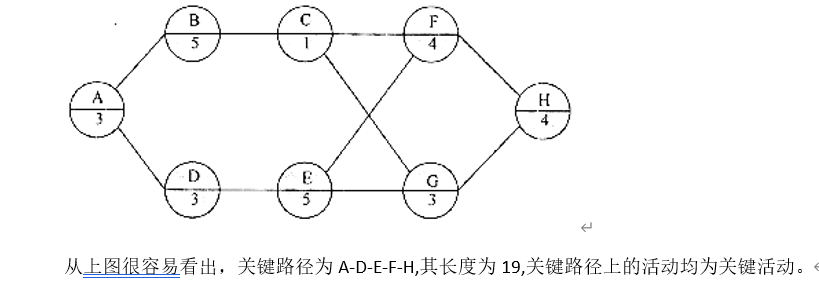 B
5
C
1
F
4
A
3
H
4
D
3
E
5
G
3
从上图很容易看出，关键路径为 A-D-E-F-H,其长度为 19,关键路径上的活动均为关键活动。